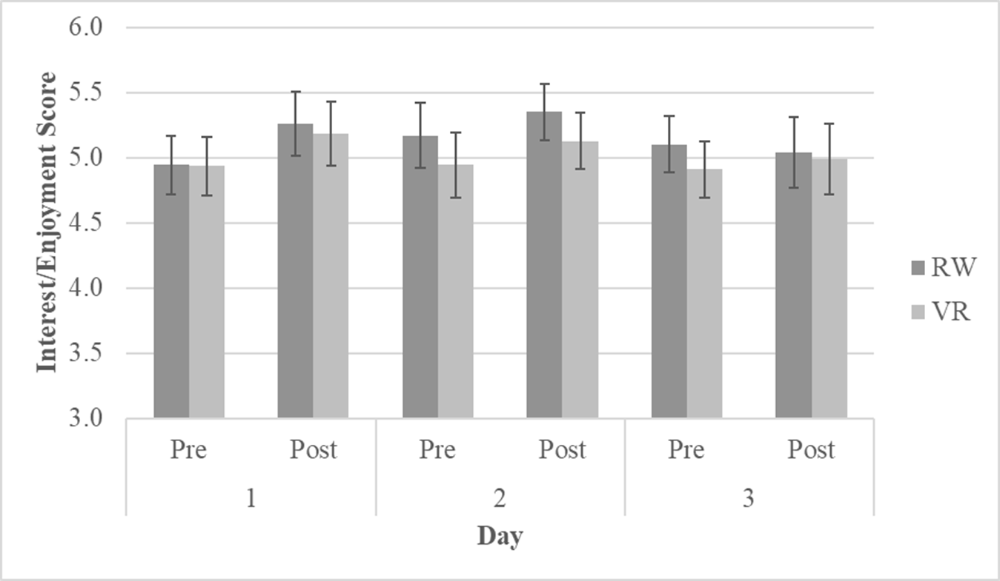 Interest/Enjoyment Score
6.0
5.5
5.0
4.5
4.0
3.5
3.0
Pre Post Pre Post Pre Post
1 2 3
Day
RW
VR